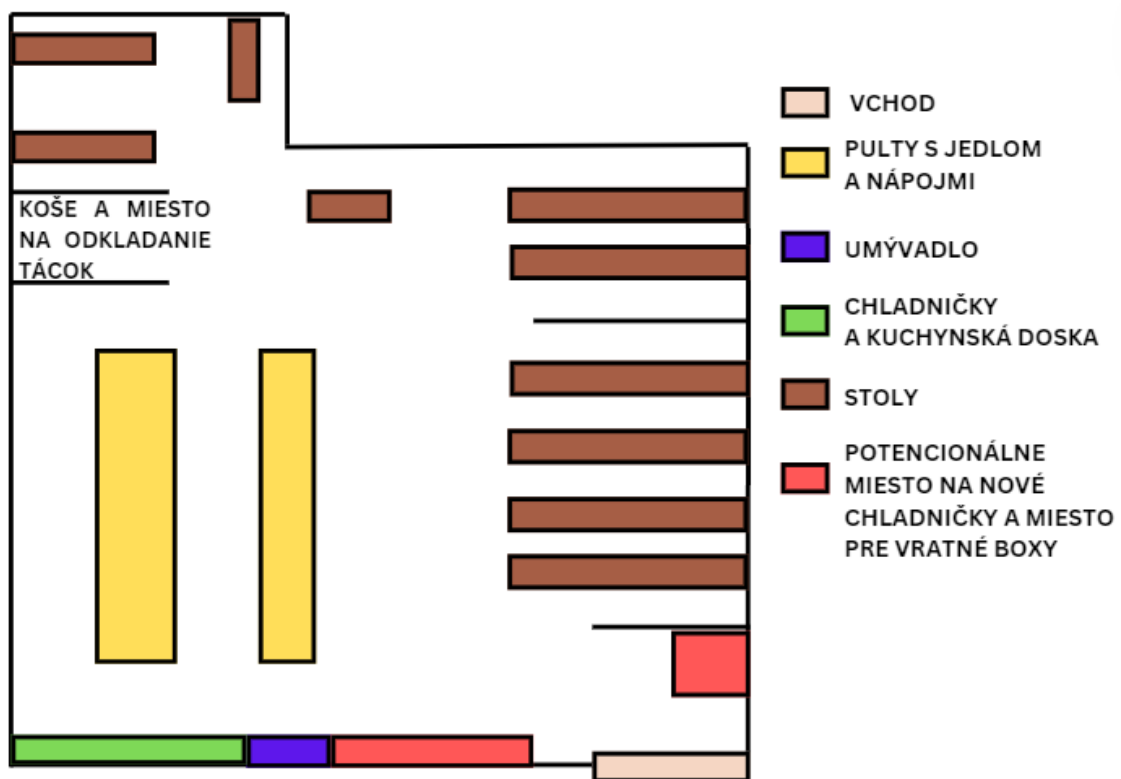 KOŠE A MIESTO
NA ODKLADANIE
TÁCOK
VCHOD
PULTY S JEDLOM
A NÁPOJMI
UMÝVADLO
CHLADNIČKY
A KUCHYNSKÁ DOSKA
STOLY
POTENCIONÁLNE
MIESTO NA NOVÉ
CHLADNIČKY A MIESTO
PRE VRATNÉ BOXY